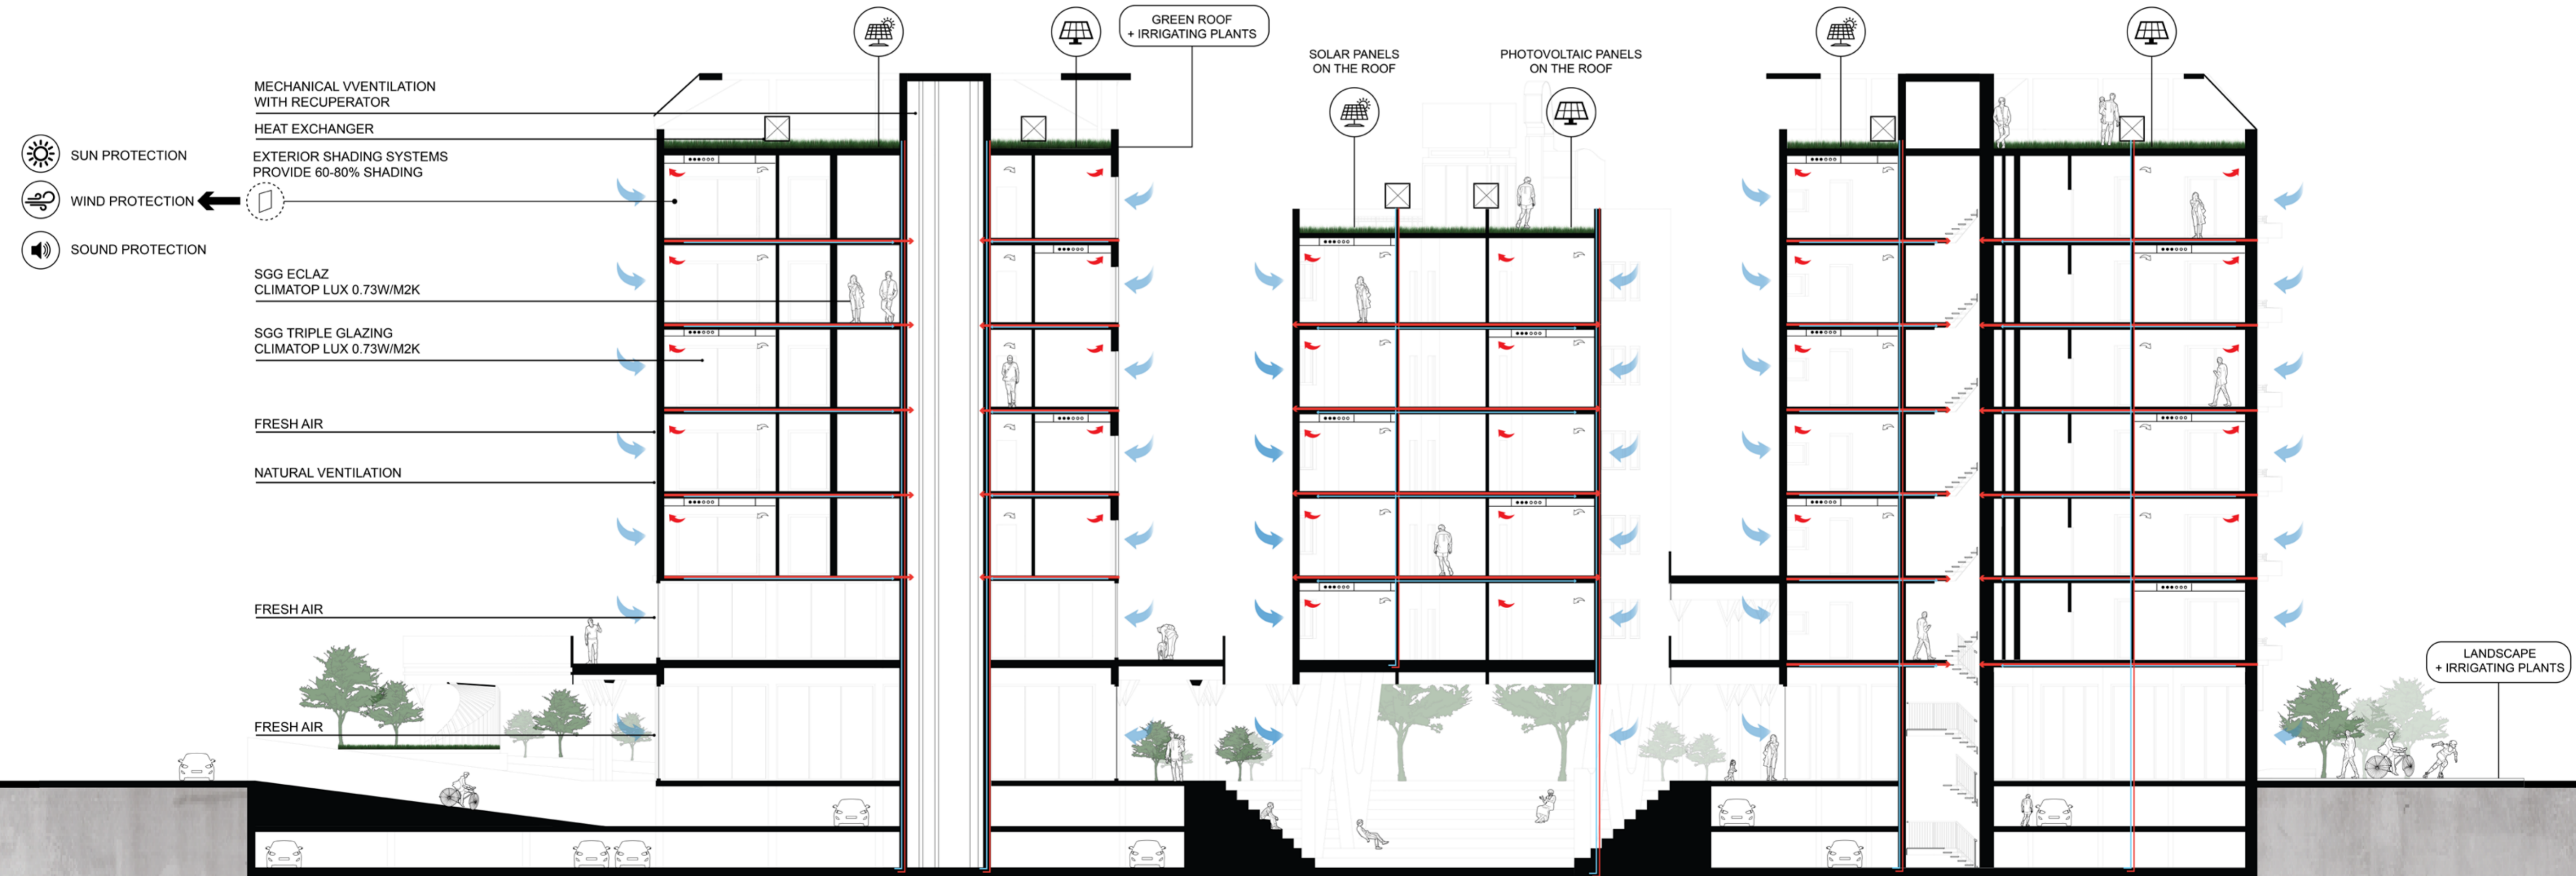 GREEN ROOF
+ IRRIGATING PLANTS
SOLAR PANELS
ON THE ROOF
PHOTOVOLTAIC PANELS
ON THE ROOF
MECHANICAL VVENTILATION
WITH RECUPERATOR
HEAT EXCHANGER
EXTERIOR SHADING SYSTEMS
PROVIDE 60-80% SHADING
SUN PROTECTION
WIND PROTECTION
SOUND PROTECTION
SGG ECLAZ
CLIMATOP LUX 0.73W/M2K
SGG TRIPLE GLAZING
CLIMATOP LUX 0.73W/M2K
FRESH AIR
NATURAL VENTILATION
FRESH AIR
FRESH AIR
LANDSCAPE
+ IRRIGATING PLANTS